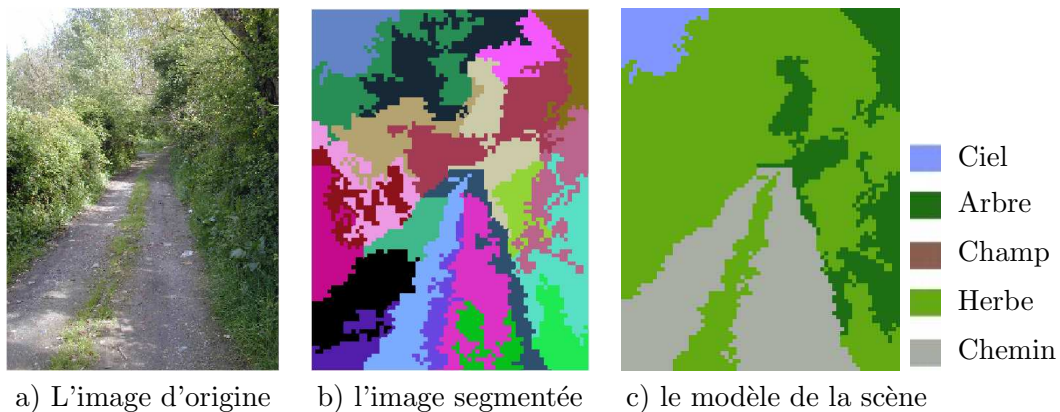 Ciel
Arbre
Champ
Herbe
Chemin
a) L'image d'origine
b) l'image segmentée
c) le modèle de la scène